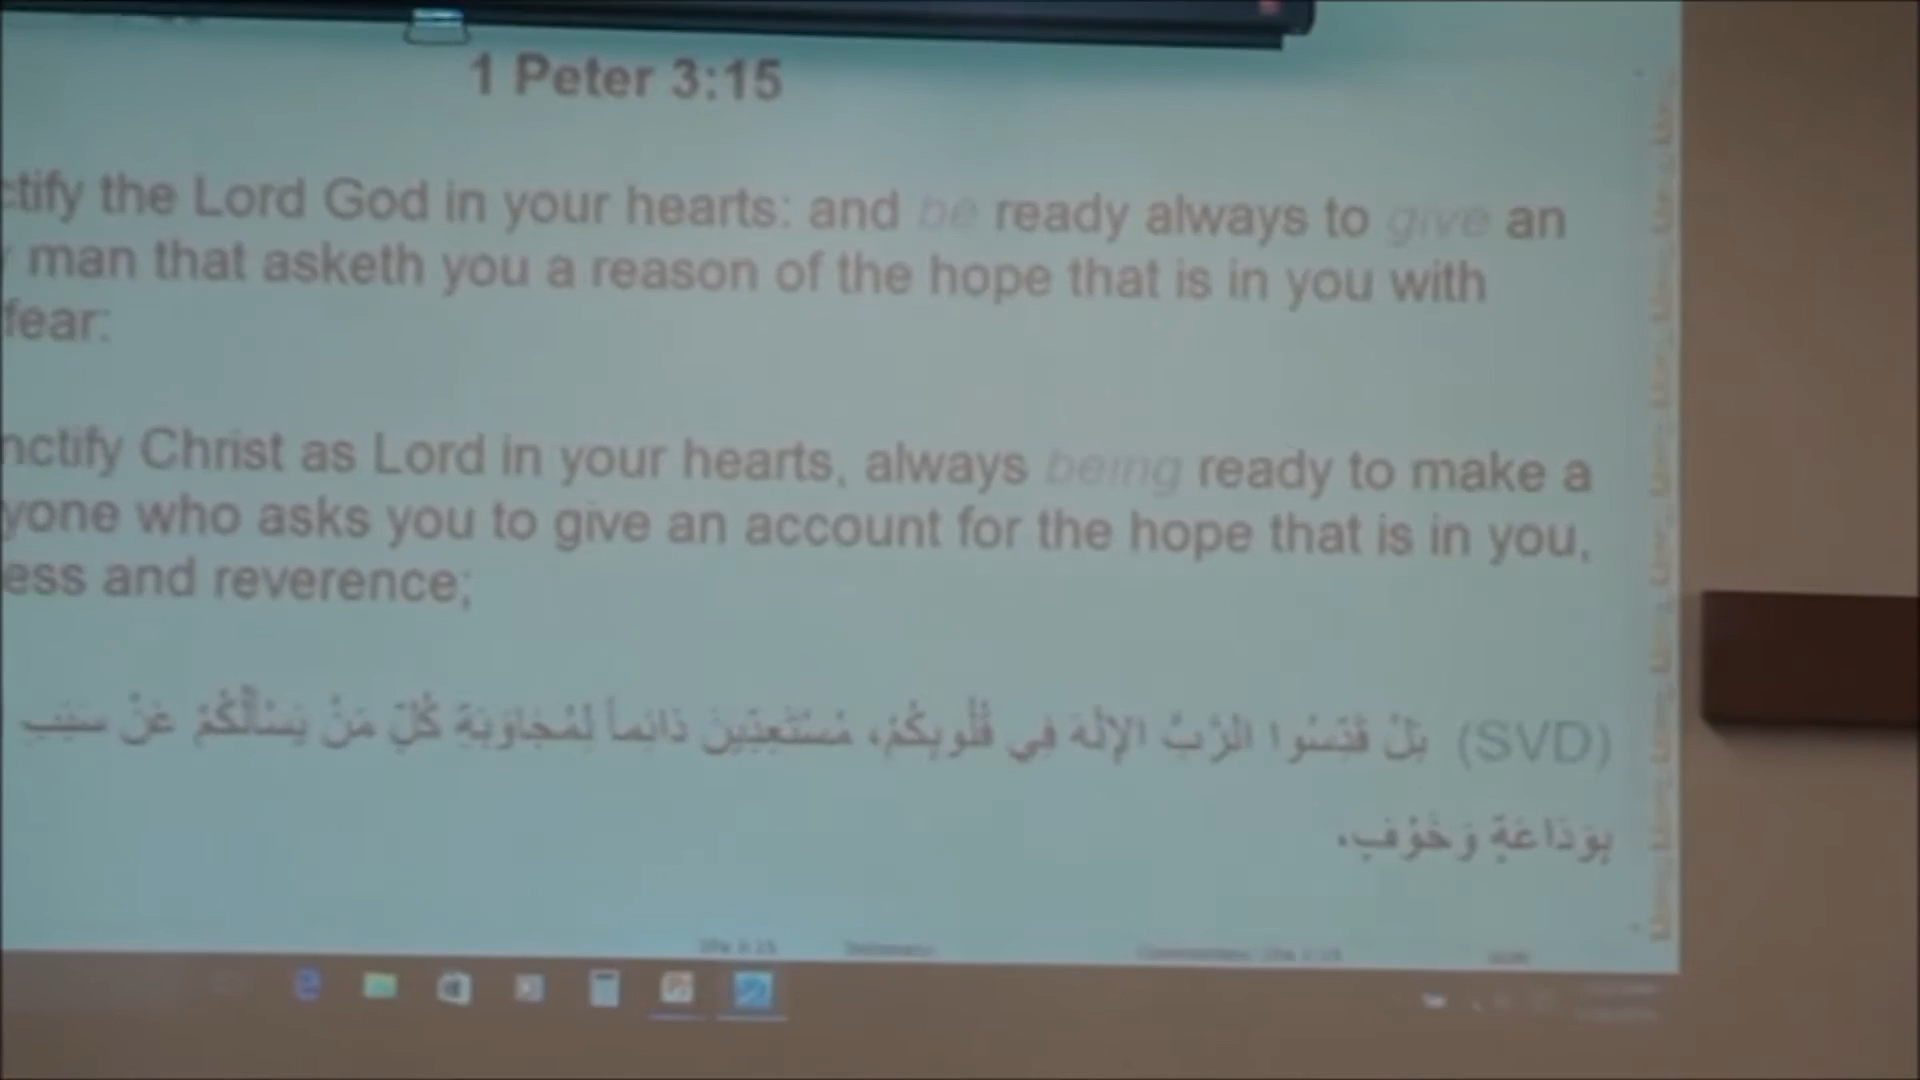 1 Peter 3:15
ctify the Lord God in your hearts: and be ready always to give an
man that asketh you a reason of the hope that is in you with
fear:
nctify Christ as Lord in your hearts, always being ready to make a
yone who asks you to give an account for the hope that is in you,
ess and reverence;
(SVD) بَلْ قَدِّسُوا الرَّبَّ الإِلَهَ فِي قُلُوبِكُمْ، مُسْتَعِدِّينَ دَائِماً لِمُجَاوَبَةِ كُلِّ مَنْ يَسْأَلُكُمْ عَنْ سَبَبِ
بِوَدَاعَةٍ وَخَوْفٍ،